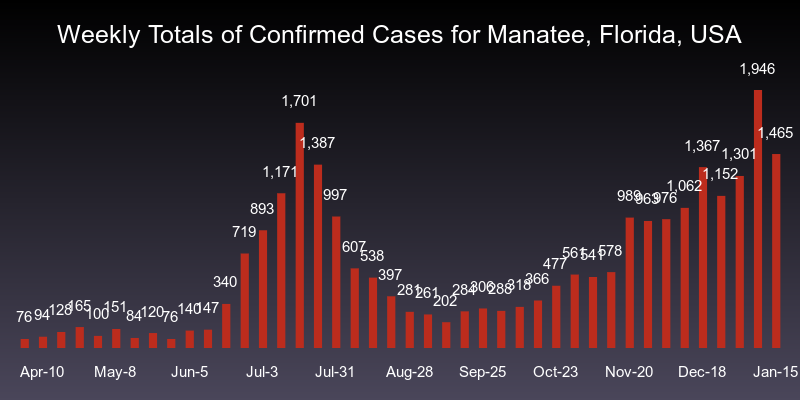 Weekly Totals of Confirmed Cases for Manatee, Florida, USA
76 94 128 165 100 151 84 120 76 140 147 340 719 893 1,171 1,701 1,387 997 607 538 397 281 261 202 284 306 288 318 366 477 561 541 578 989 963 976 1,062 1,367 1,152 1,301 1,946 1,465
Apr-10 May-8 Jun-5 Jul-3 Jul-31 Aug-28 Sep-25 Oct-23 Nov-20 Dec-18 Jan-15